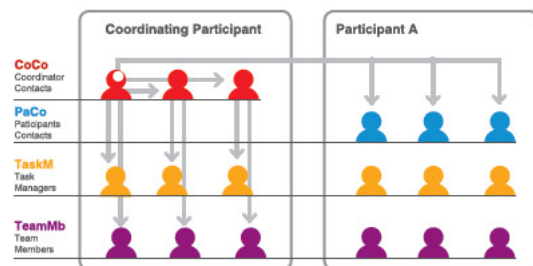 Coordinating Participant
Participant A
CoCo
Coordinator
Contacts
PaCo
Paticipants
Contacts
TaskM
Task
Managers
TeamMb
Team
Members